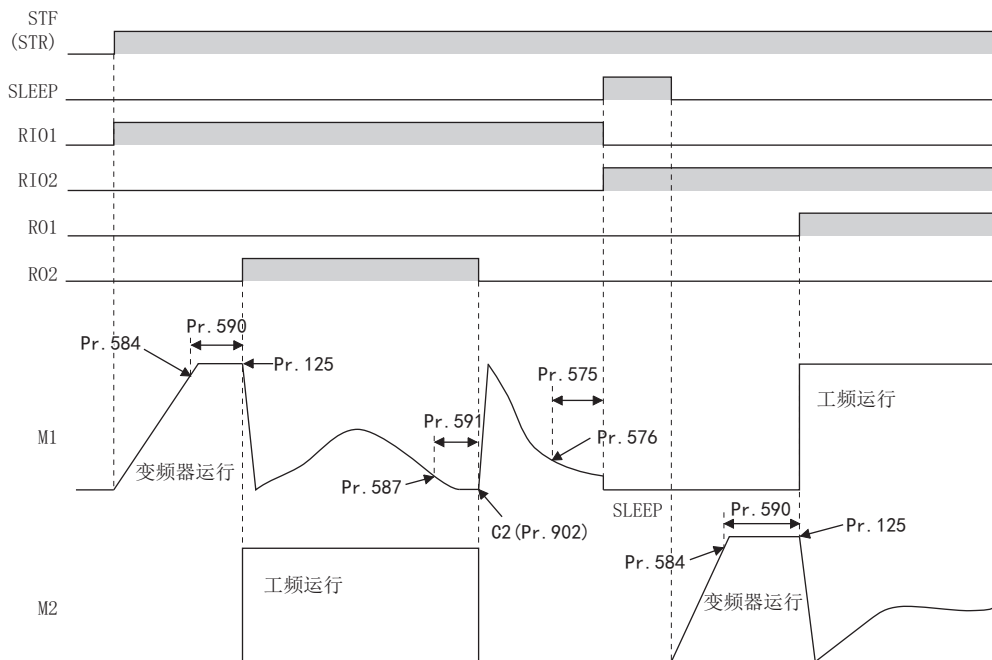 STF
(STR)
SLEEP
RIO1
RIO2
RO1
RO2
Pr.590
Pr.584
Pr.125
Pr.575
Pr.591
Pr.576
工频运行
M1
变频器运行
Pr.587
SLEEP
Pr.590
C2(Pr.902)
Pr.125
Pr.584
工频运行
变频器运行
M2